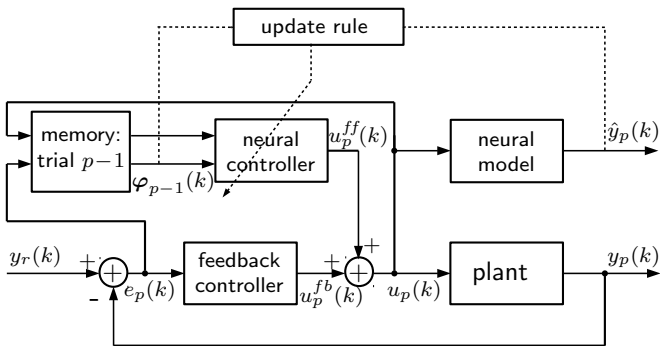 update rule
memory:
trial p−1
neural
controller
u_p^{ff}(k)
neural
model
ŷ_p(k)
φ_{p−1}(k)
+
y_r(k)
+
+
-
e_p(k)
feedback
controller
+
+
u_p^{fb}(k)
u_p(k)
plant
y_p(k)